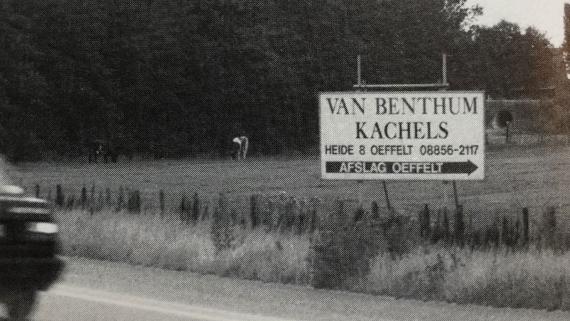 VAN BENTHUM
KACHELS
HEIDE 8 OEFFELT 08856-2117
AFSLAG OEFFELT